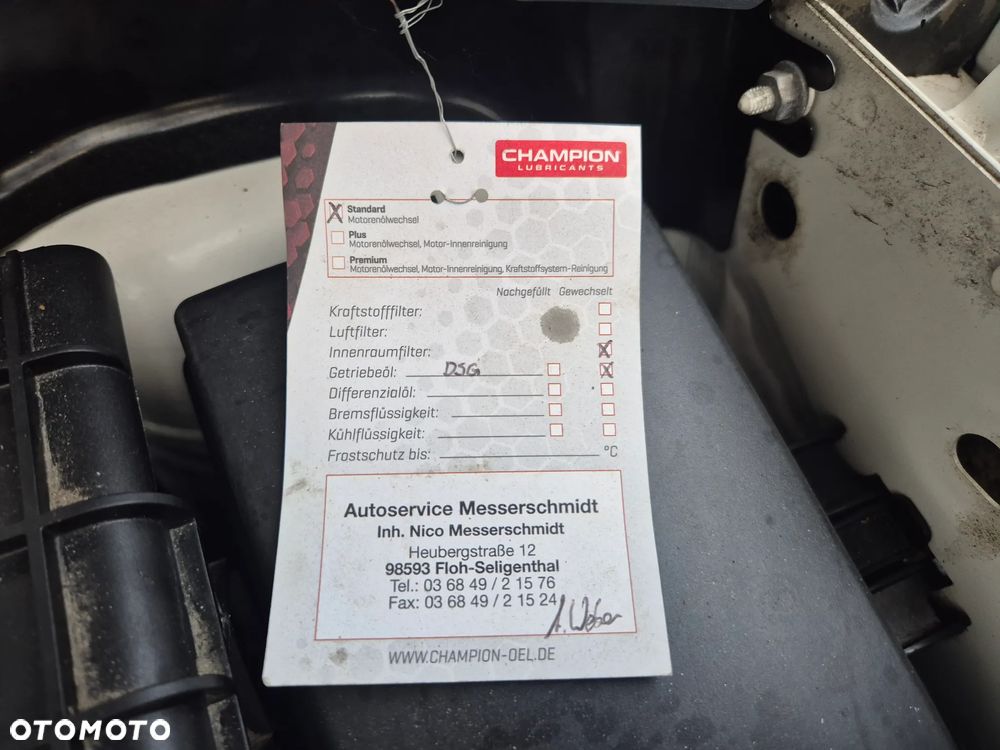 CHAMPION
LUBRICANTS
X Standard
Motorenölwechsel
Plus
Motorenölwechsel, Motor-Innenreinigung
Premium
Motorenölwechsel, Motor-Innenreinigung, Kraftstoffsystem-Reinigung
Nachgefüllt Gewechselt
Kraftstofffilter:
Luftfilter:
Innenraumfilter: X
Getriebeöl: DSG X
Differenzialöl:
Bremsflüssigkeit:
Kühlflüssigkeit:
Frostschutz bis: °C
Autoservice Messerschmidt
Inh. Nico Messerschmidt
Heubergstraße 12
98593 Floh-Seligenthal
Tel.: 03 68 49 / 2 15 76
Fax: 03 68 49 / 2 15 24
WWW.CHAMPION-OEL.DE
OTOMOTO